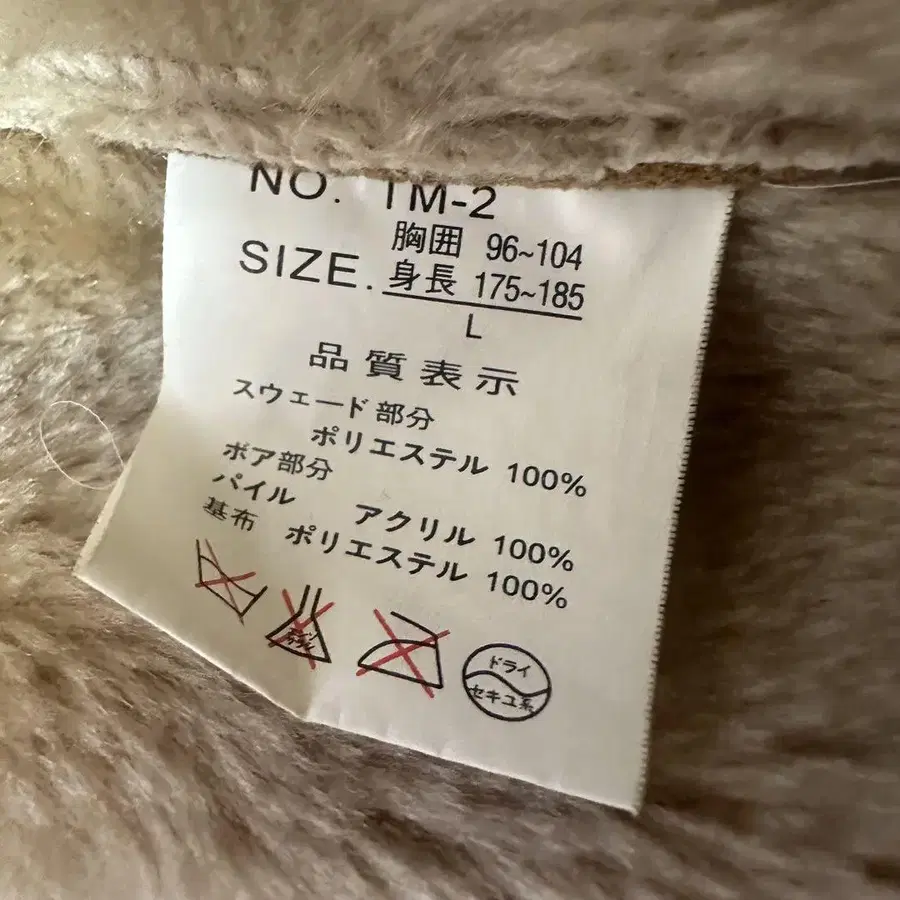 NO. TM-2
胸囲 96~104
SIZE. 身長 175~185
L
品質表示
スウェード部分
ポリエステル 100%
ボア部分
パイル アクリル 100%
基布 ポリエステル 100%
ドライ
セキユ系